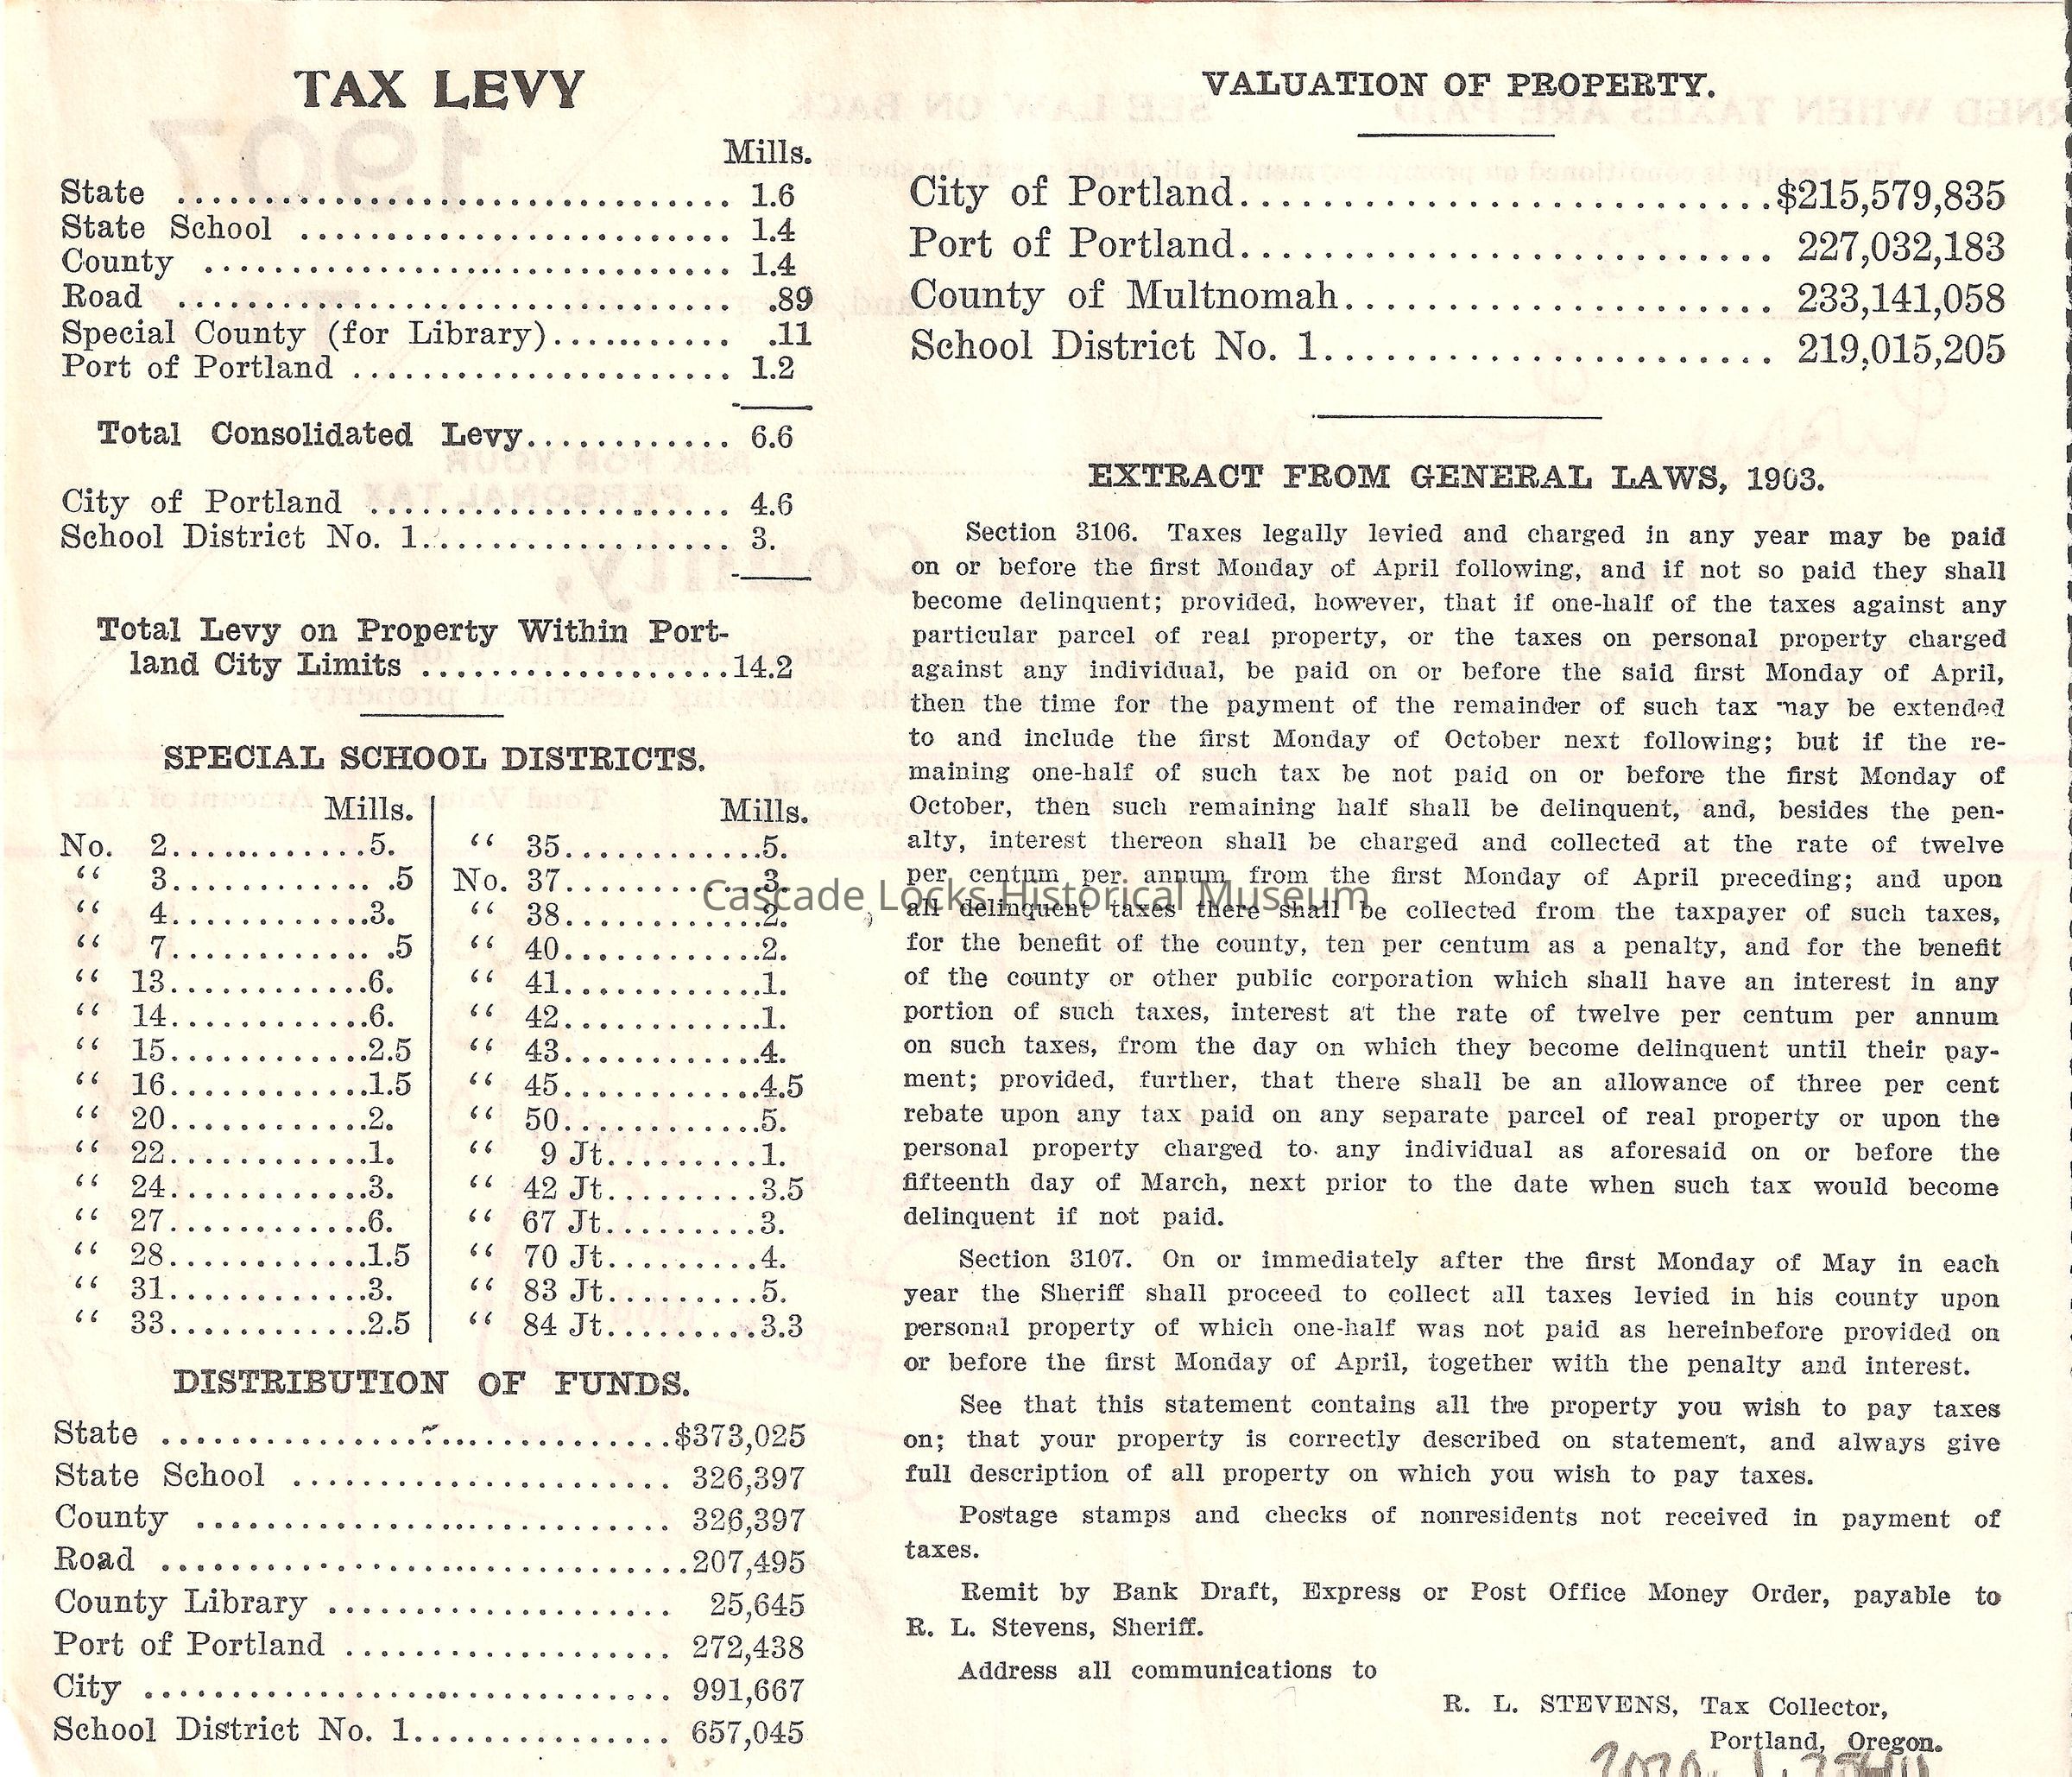 TAX LEVY
Mills.
State ................................ 1.6
State School ......................... 1.4
County ............................... 1.4
Road ................................ .89
Special County (for Library)........... .11
Port of Portland ...................... 1.2
Total Consolidated Levy............ 6.6
City of Portland ..................... 4.6
School District No. 1................... 3.
Total Levy on Property Within Port-
land City Limits ..................14.2
SPECIAL SCHOOL DISTRICTS.
Mills.
No. 2............5.
“ 3............ .5
“ 4............3.
“ 7............ .5
“ 13............6.
“ 14............6.
“ 15............2.5
“ 16............1.5
“ 20............2.
“ 22............1.
“ 24............3.
“ 27............6.
“ 28............1.5
“ 31............3.
“ 33............2.5
Mills.
“ 35............5.
No. 37............3.
“ 38............2.
“ 40............2.
“ 41............1.
“ 42............1.
“ 43............4.
“ 45............4.5
“ 50............5.
“ 9 Jt.........1.
“ 42 Jt.........3.5
“ 67 Jt.........3.
“ 70 Jt.........4.
“ 83 Jt.........5.
“ 84 Jt.........3.3
DISTRIBUTION OF FUNDS.
State ..............................$373,025
State School ...................... 326,397
County ............................ 326,397
Road ...............................207,495
County Library .................... 25,645
Port of Portland ................... 272,438
City ............................... 991,667
School District No. 1............... 657,045
VALUATION OF PROPERTY.
City of Portland..............................$215,579,835
Port of Portland.............................. 227,032,183
County of Multnomah........................ 233,141,058
School District No. 1......................... 219,015,205
EXTRACT FROM GENERAL LAWS, 1903.
Section 3106. Taxes legally levied and charged in any year may be paid
on or before the first Monday of April following, and if not so paid they shall
become delinquent; provided, however, that if one-half of the taxes against any
particular parcel of real property, or the taxes on personal property charged
against any individual, be paid on or before the said first Monday of April,
then the time for the payment of the remainder of such tax may be extended
to and include the first Monday of October next following; but if the re-
maining one-half of such tax be not paid on or before the first Monday of
October, then such remaining half shall be delinquent, and, besides the pen-
alty, interest thereon shall be charged and collected at the rate of twelve
per centum per annum from the first Monday of April preceding; and upon
all delinquent taxes there shall be collected from the taxpayer of such taxes,
for the benefit of the county, ten per centum as a penalty, and for the benefit
of the county or other public corporation which shall have an interest in any
portion of such taxes, interest at the rate of twelve per centum per annum
on such taxes, from the day on which they become delinquent until their pay-
ment; provided, further, that there shall be an allowance of three per cent
rebate upon any tax paid on any separate parcel of real property or upon the
personal property charged to any individual as aforesaid on or before the
fifteenth day of March, next prior to the date when such tax would become
delinquent if not paid.
Section 3107. On or immediately after the first Monday of May in each
year the Sheriff shall proceed to collect all taxes levied in his county upon
personal property of which one-half was not paid as hereinbefore provided on
or before the first Monday of April, together with the penalty and interest.
See that this statement contains all the property you wish to pay taxes
on; that your property is correctly described on statement, and always give
full description of all property on which you wish to pay taxes.
Postage stamps and checks of nonresidents not received in payment of
taxes.
Remit by Bank Draft, Express or Post Office Money Order, payable to
R. L. Stevens, Sheriff.
Address all communications to
R. L. STEVENS, Tax Collector,
Portland, Oregon.
Cascade Locks Historical Museum